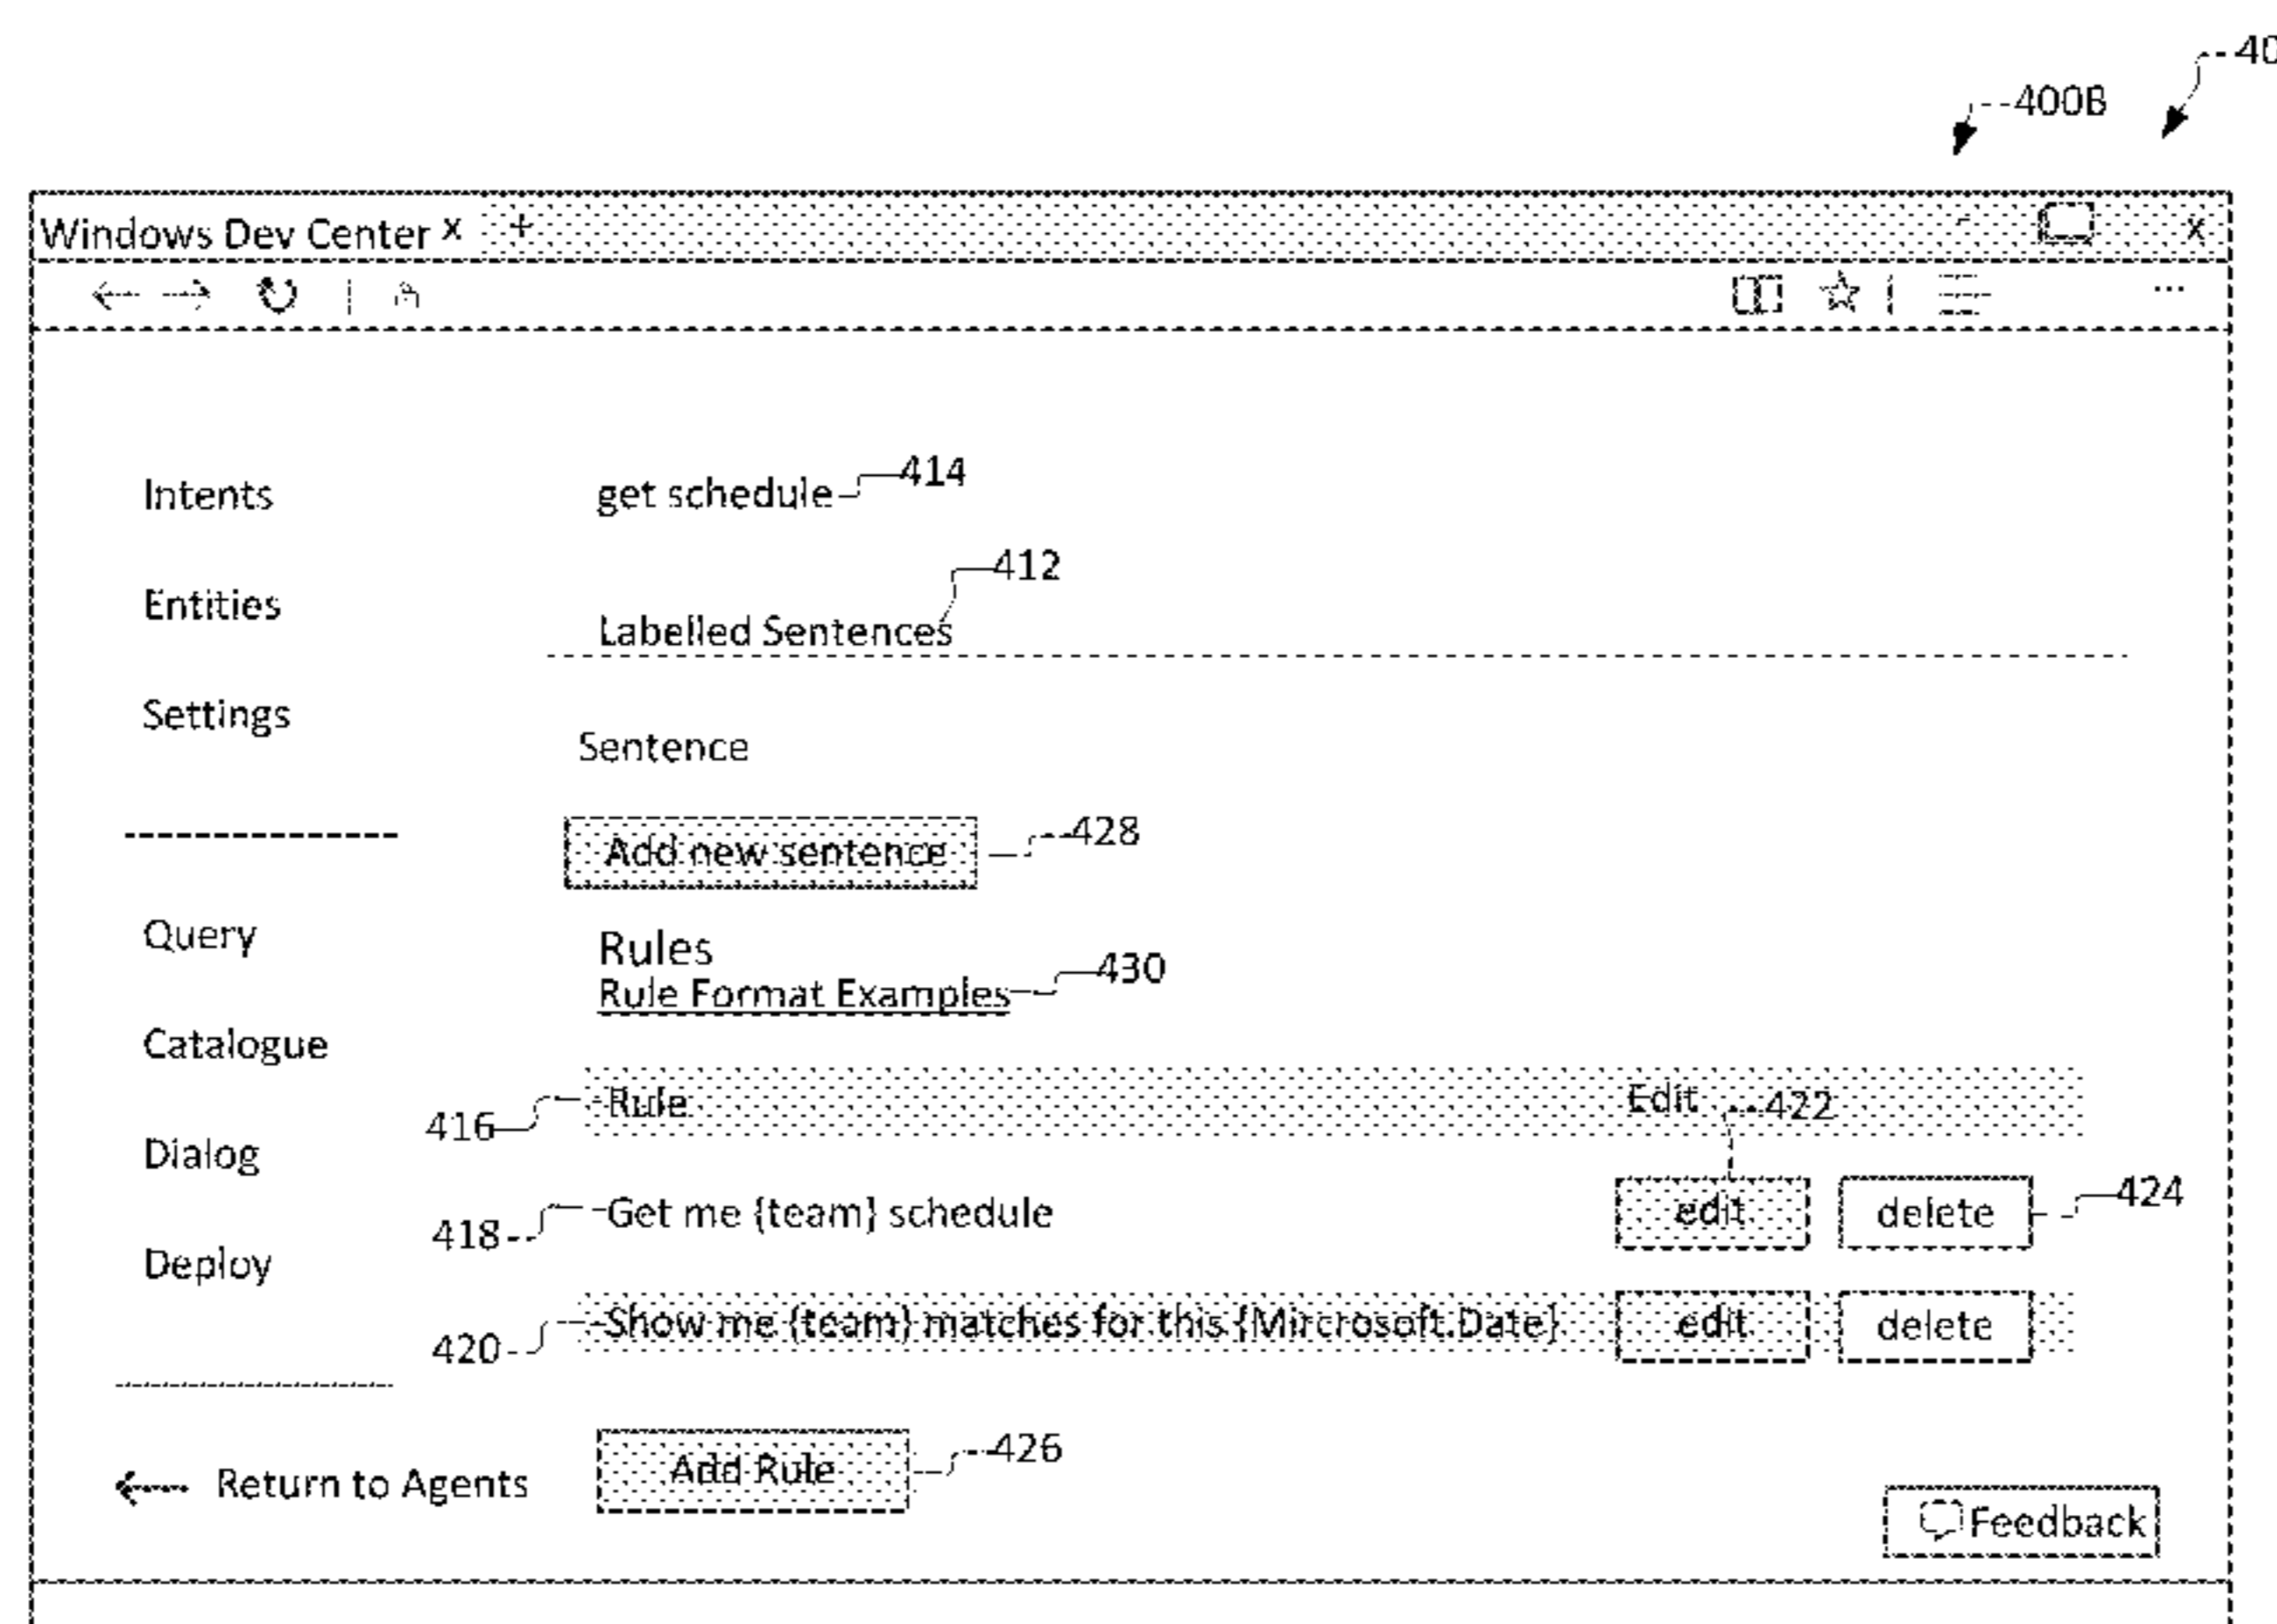 40
400B
Windows Dev Center x +
x
Intents
get schedule 414
412
Entities
Labelled Sentences
Settings
Sentence
Add new sentence 428
Query
Rules
Rule Format Examples 430
Catalogue
416 Rule Edit 422
Dialog
418 Get me {team} schedule edit delete 424
Deploy
420 Show me {team} matches for this {Mircrosoft.Date} edit delete
Add Rule 426
Return to Agents
Feedback